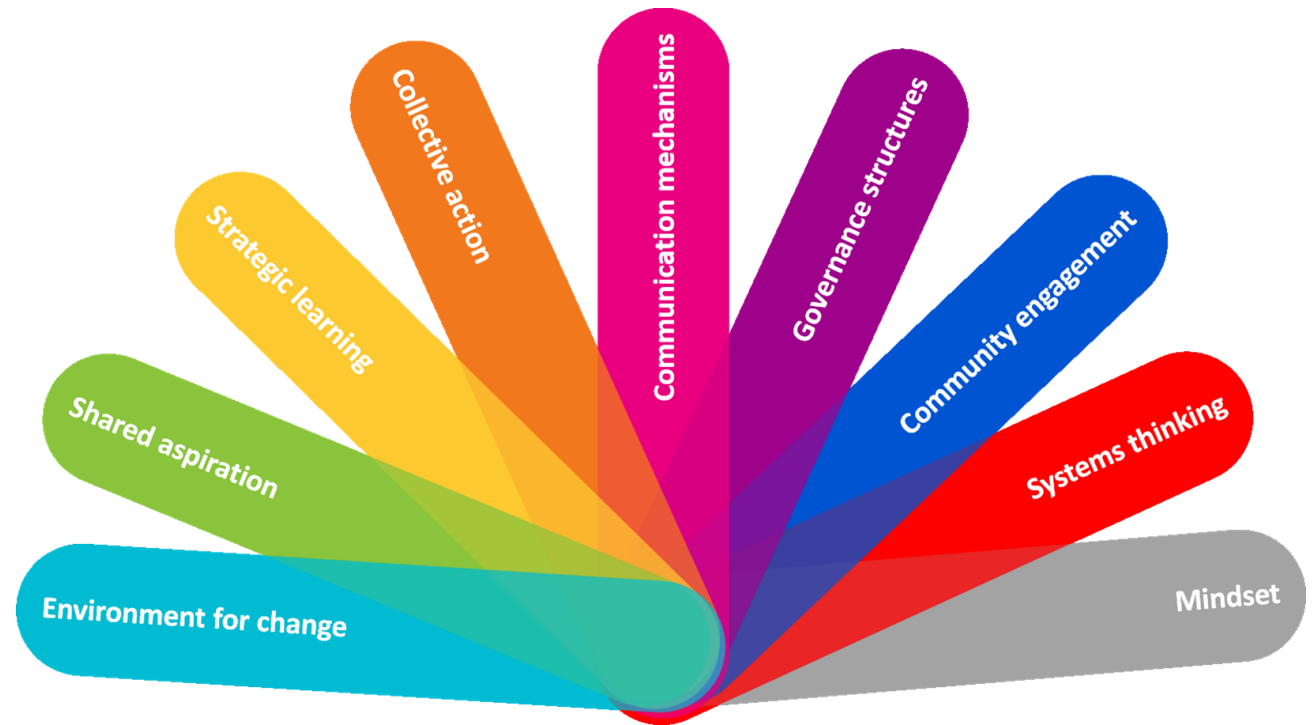 Environment for change
Shared aspiration
Strategic learning
Collective action
Communication mechanisms
Governance structures
Community engagement
Systems thinking
Mindset